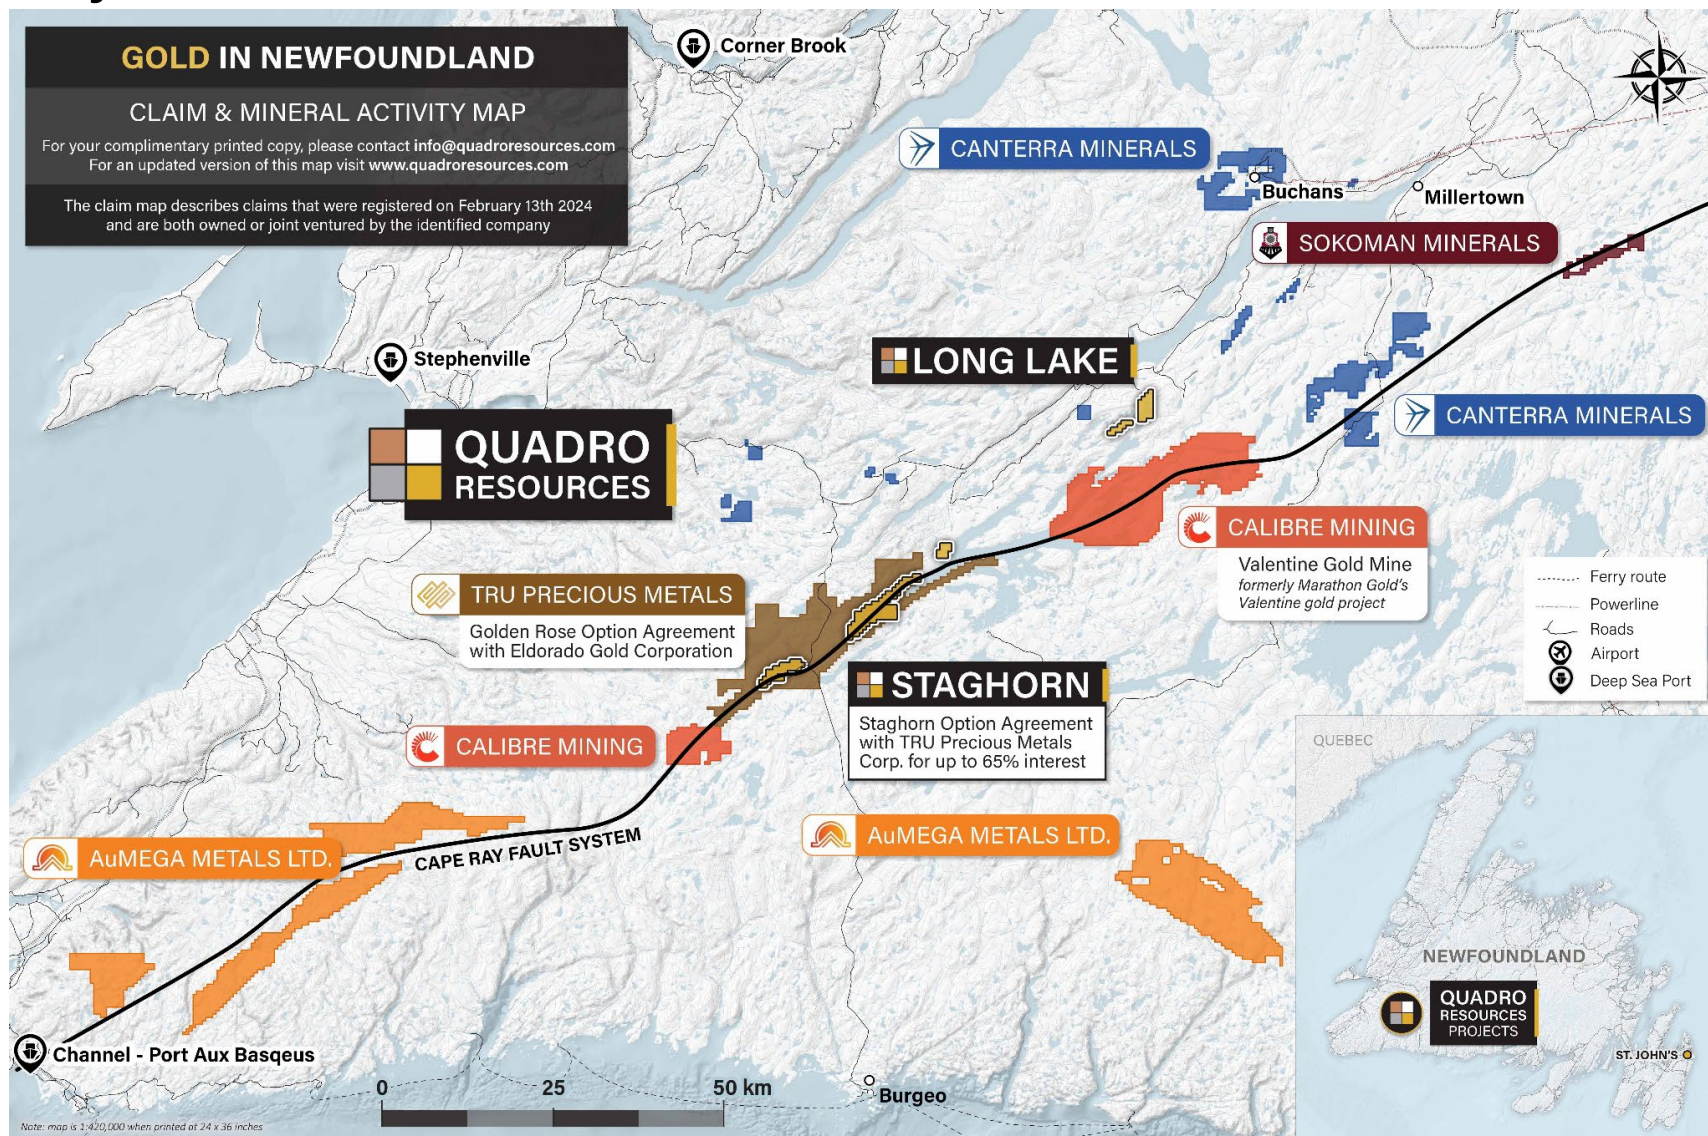 GOLD IN NEWFOUNDLAND
CLAIM & MINERAL ACTIVITY MAP
For your complimentary printed copy, please contact info@quadroresources.com
For an updated version of this map visit www.quadroresources.com
The claim map describes claims that were registered on February 13th 2024
and are both owned or joint ventured by the identified company
Corner Brook
CANTERRA MINERALS
Buchans
Millertown
SOKOMAN MINERALS
Stephenville
LONG LAKE
CANTERRA MINERALS
QUADRO
RESOURCES
CALIBRE MINING
Valentine Gold Mine
formerly Marathon Gold's
Valentine gold project
TRU PRECIOUS METALS
Golden Rose Option Agreement
with Eldorado Gold Corporation
STAGHORN
Staghorn Option Agreement
with TRU Precious Metals
Corp. for up to 65% interest
CALIBRE MINING
AuMEGA METALS LTD.
CAPE RAY FAULT SYSTEM
AuMEGA METALS LTD.
Channel - Port Aux Basqeus
Burgeo
0 25 50 km
Note: map is 1:420,000 when printed at 24 x 36 inches
Ferry route
Powerline
Roads
Airport
Deep Sea Port
QUEBEC
NEWFOUNDLAND
QUADRO
RESOURCES
PROJECTS
ST. JOHN'S